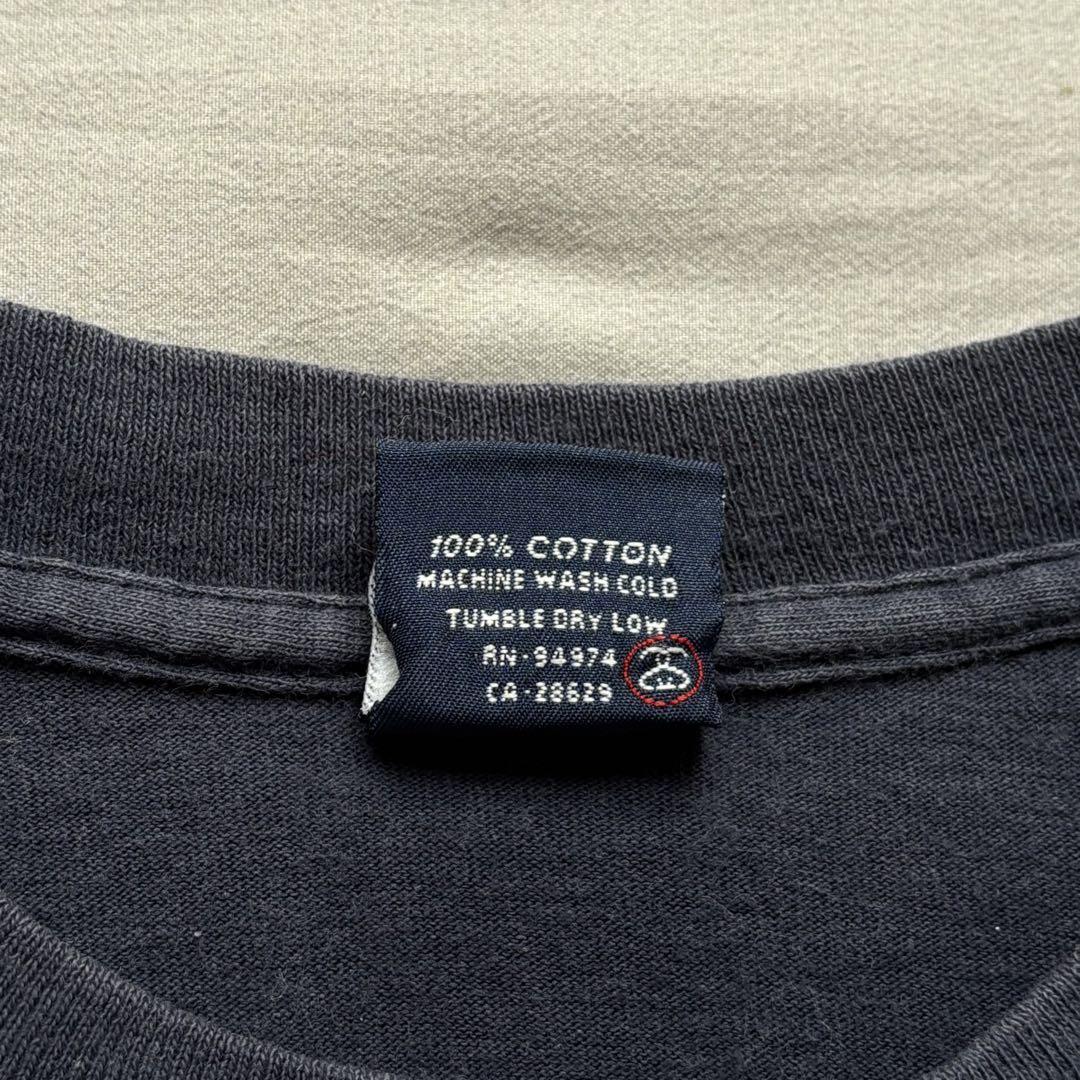 100% COTTON
MACHINE WASH COLD
TUMBLE DRY LOW
RN-94974
CA-28629